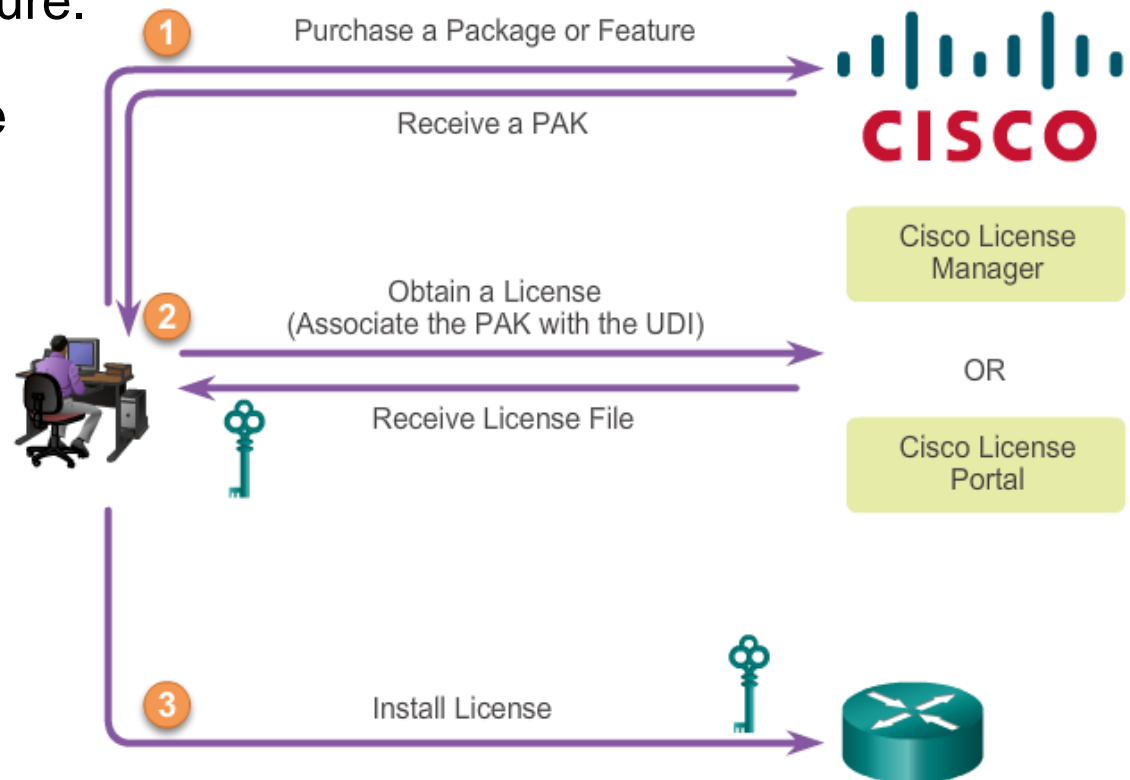 1
Purchase a Package or Feature
Receive a PAK
CISCO
Cisco License
Manager
2
Obtain a License
(Associate the PAK with the UDI)
OR
Receive License File
Cisco License
Portal
3
Install License